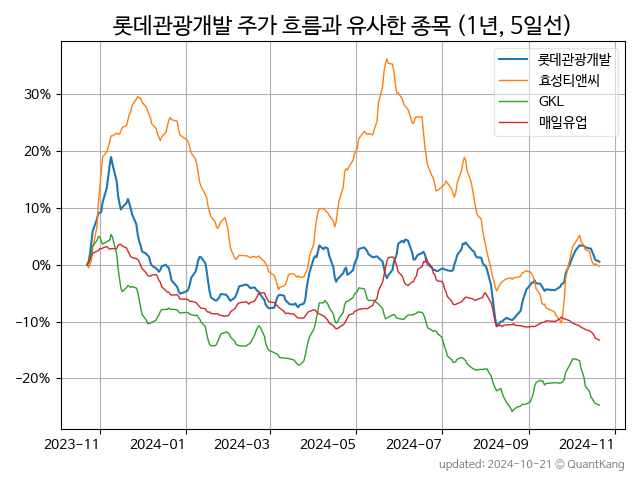 롯데관광개발 주가 흐름과 유사한 종목 (1년, 5일선)
롯데관광개발
효성티앤씨
GKL
매일유업
30%
20%
10%
0%
−10%
−20%
2023−11
2024−01
2024−03
2024−05
2024−07
2024−09
2024−11
updated: 2024-10-21 © QuantKang